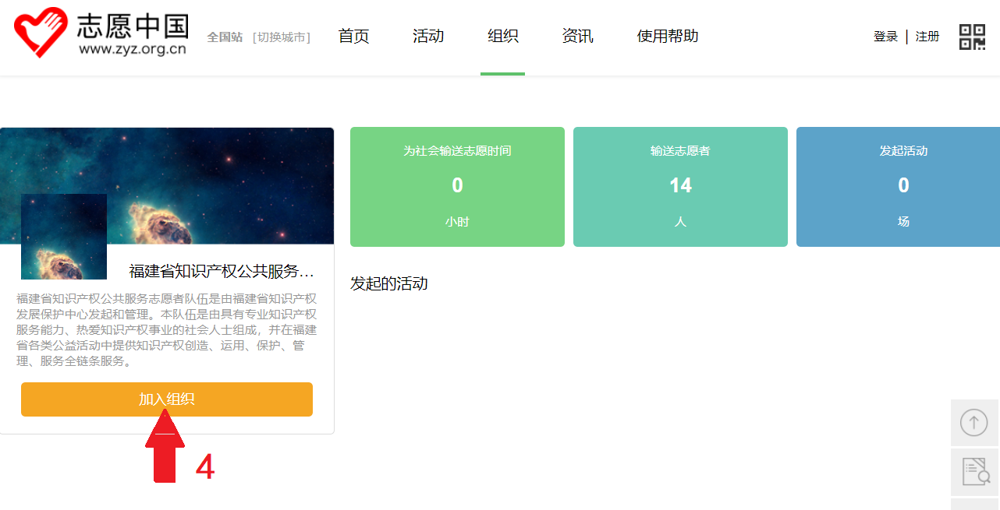 志愿中国
www.zyz.org.cn
全国站 [切换城市]
首页 活动 组织 资讯 使用帮助
登录 | 注册
为社会输送志愿时间
0
小时
输送志愿者
14
人
发起活动
0
场
福建省知识产权公共服务...
福建省知识产权公共服务志愿者队伍是由福建省知识产权
发展保护中心发起和管理。本队伍是由具有专业知识产权
服务能力、热爱知识产权事业的社会人士组成，并在福建
省各类公益活动中提供知识产权创造、运用、保护、管
理、服务全链条服务。
加入组织
4
发起的活动